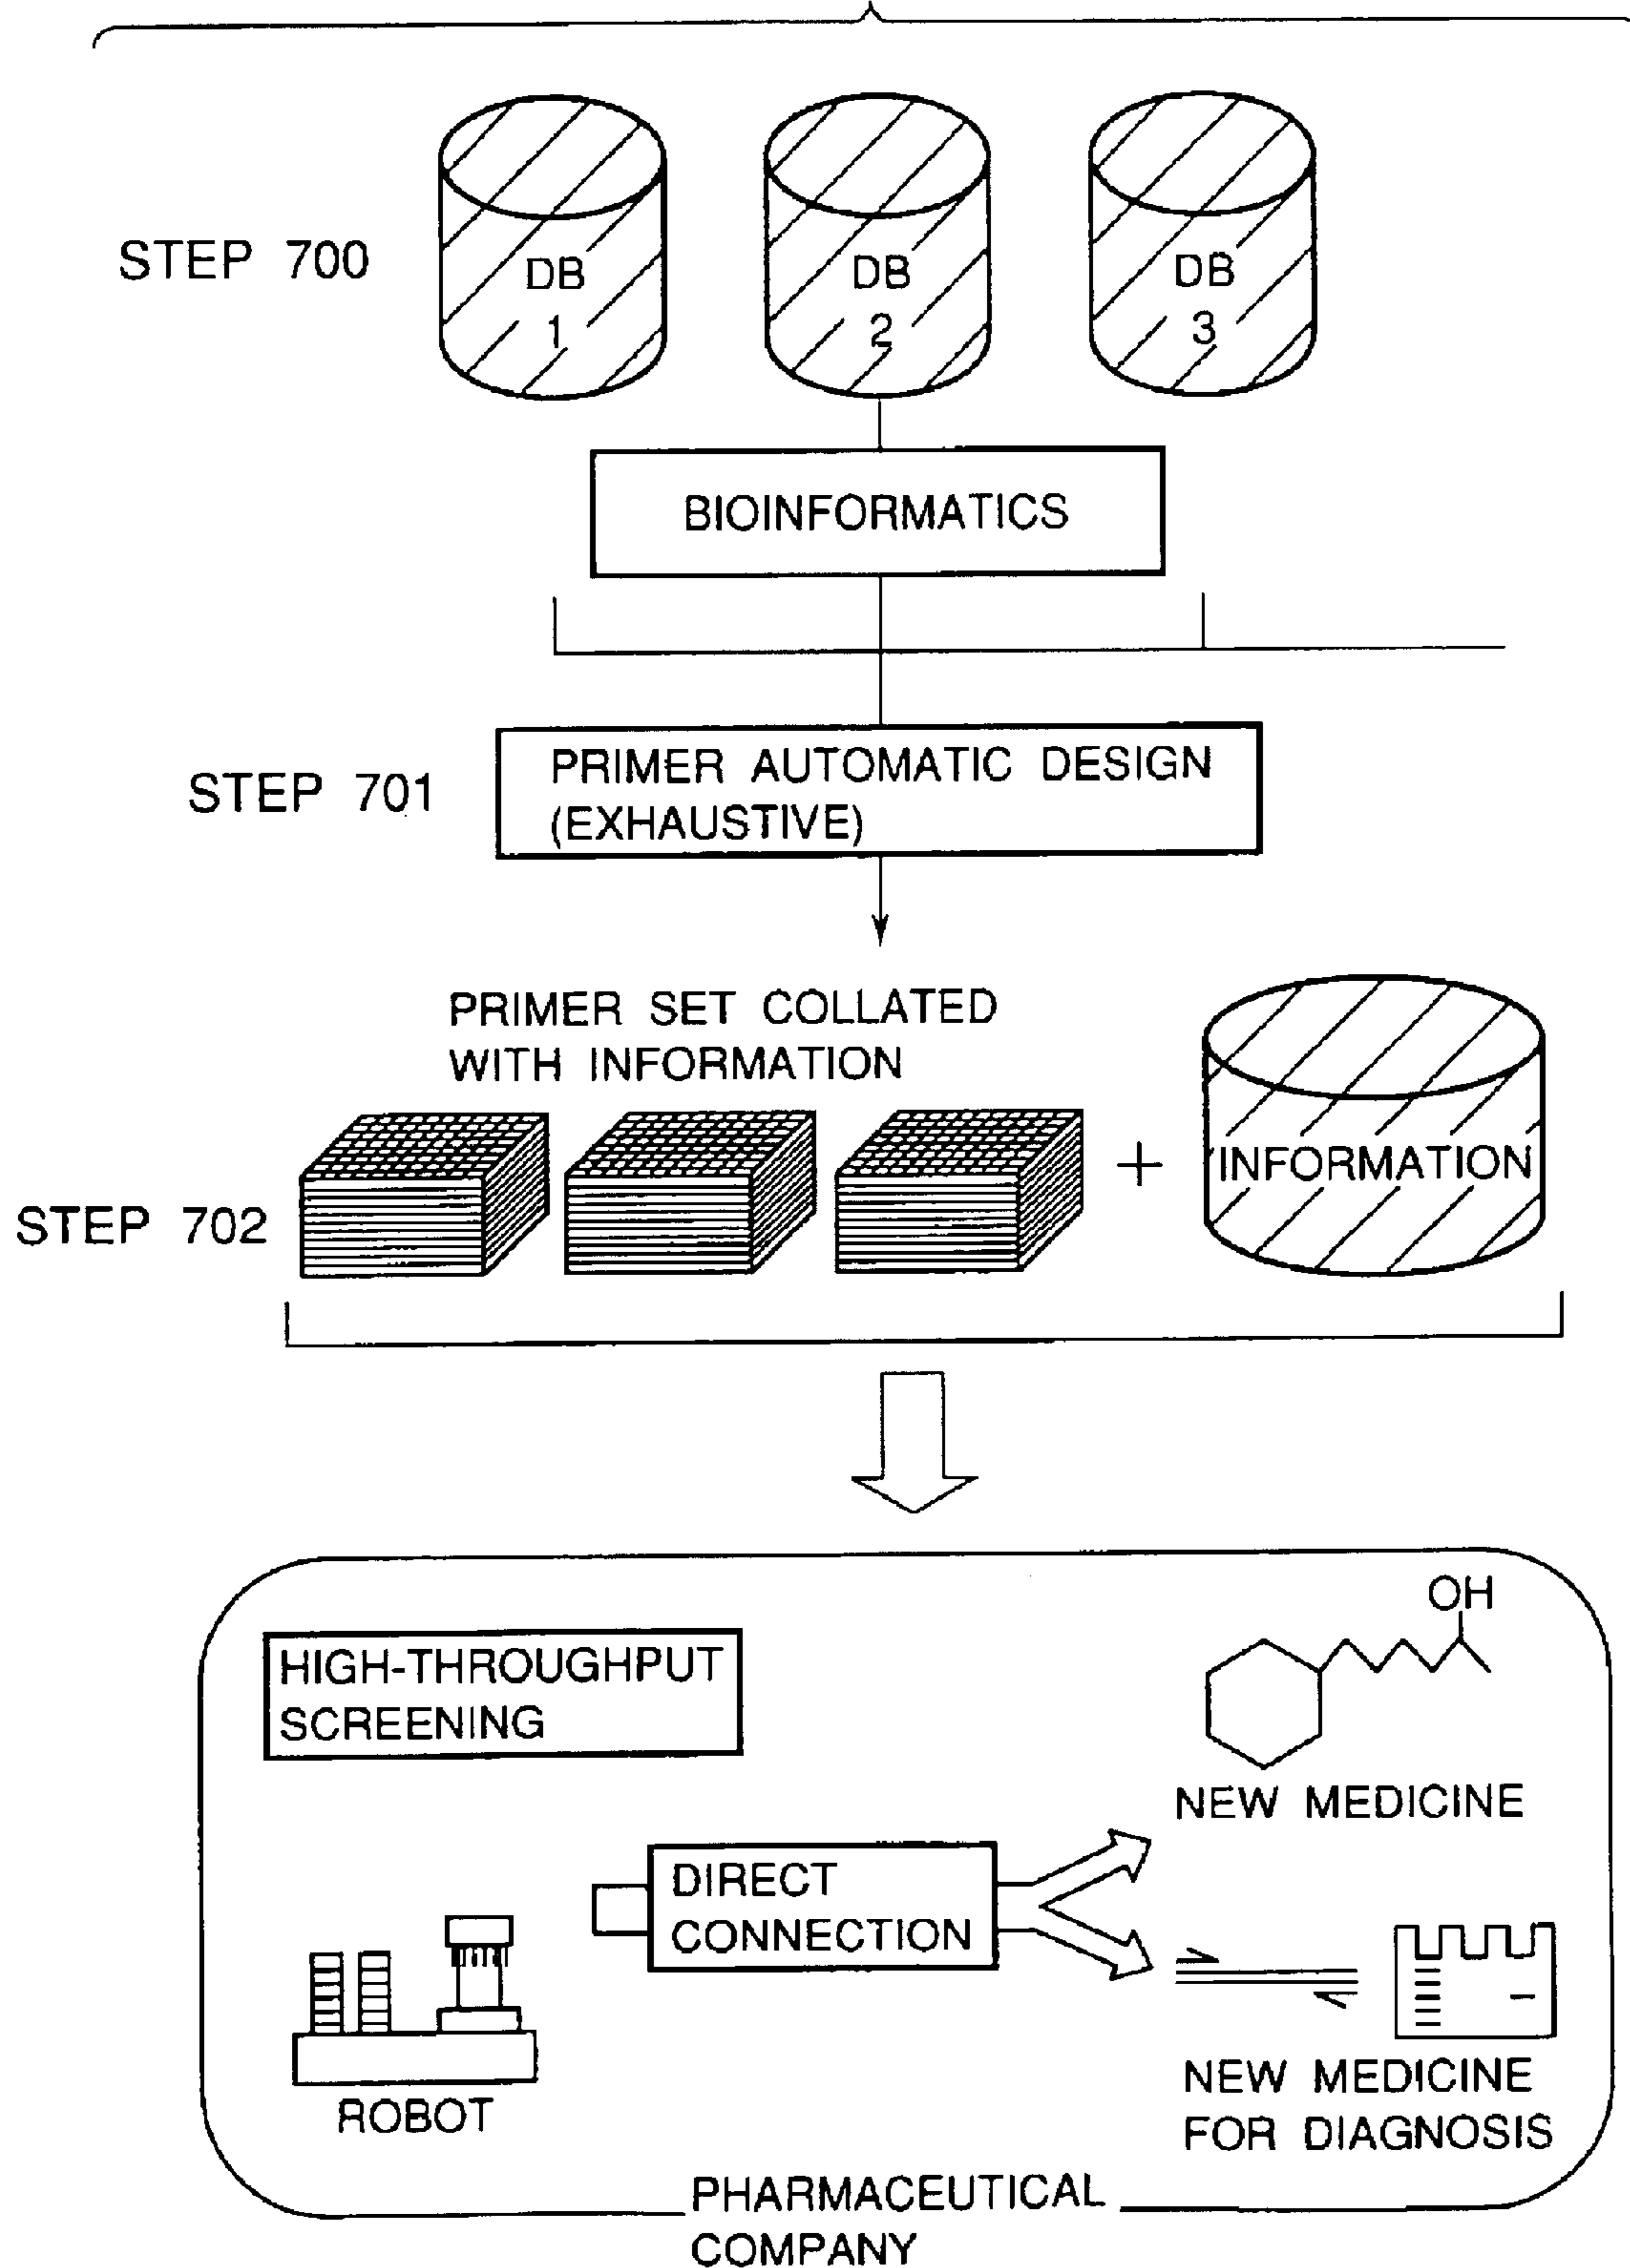 STEP 700
DB
1
DB
2
DB
3
BIOINFORMATICS
STEP 701
PRIMER AUTOMATIC DESIGN
(EXHAUSTIVE)
PRIMER SET COLLATED
WITH INFORMATION
+
INFORMATION
STEP 702
OH
HIGH-THROUGHPUT
SCREENING
NEW MEDICINE
DIRECT
CONNECTION
ROBOT
NEW MEDICINE
FOR DIAGNOSIS
PHARMACEUTICAL
COMPANY